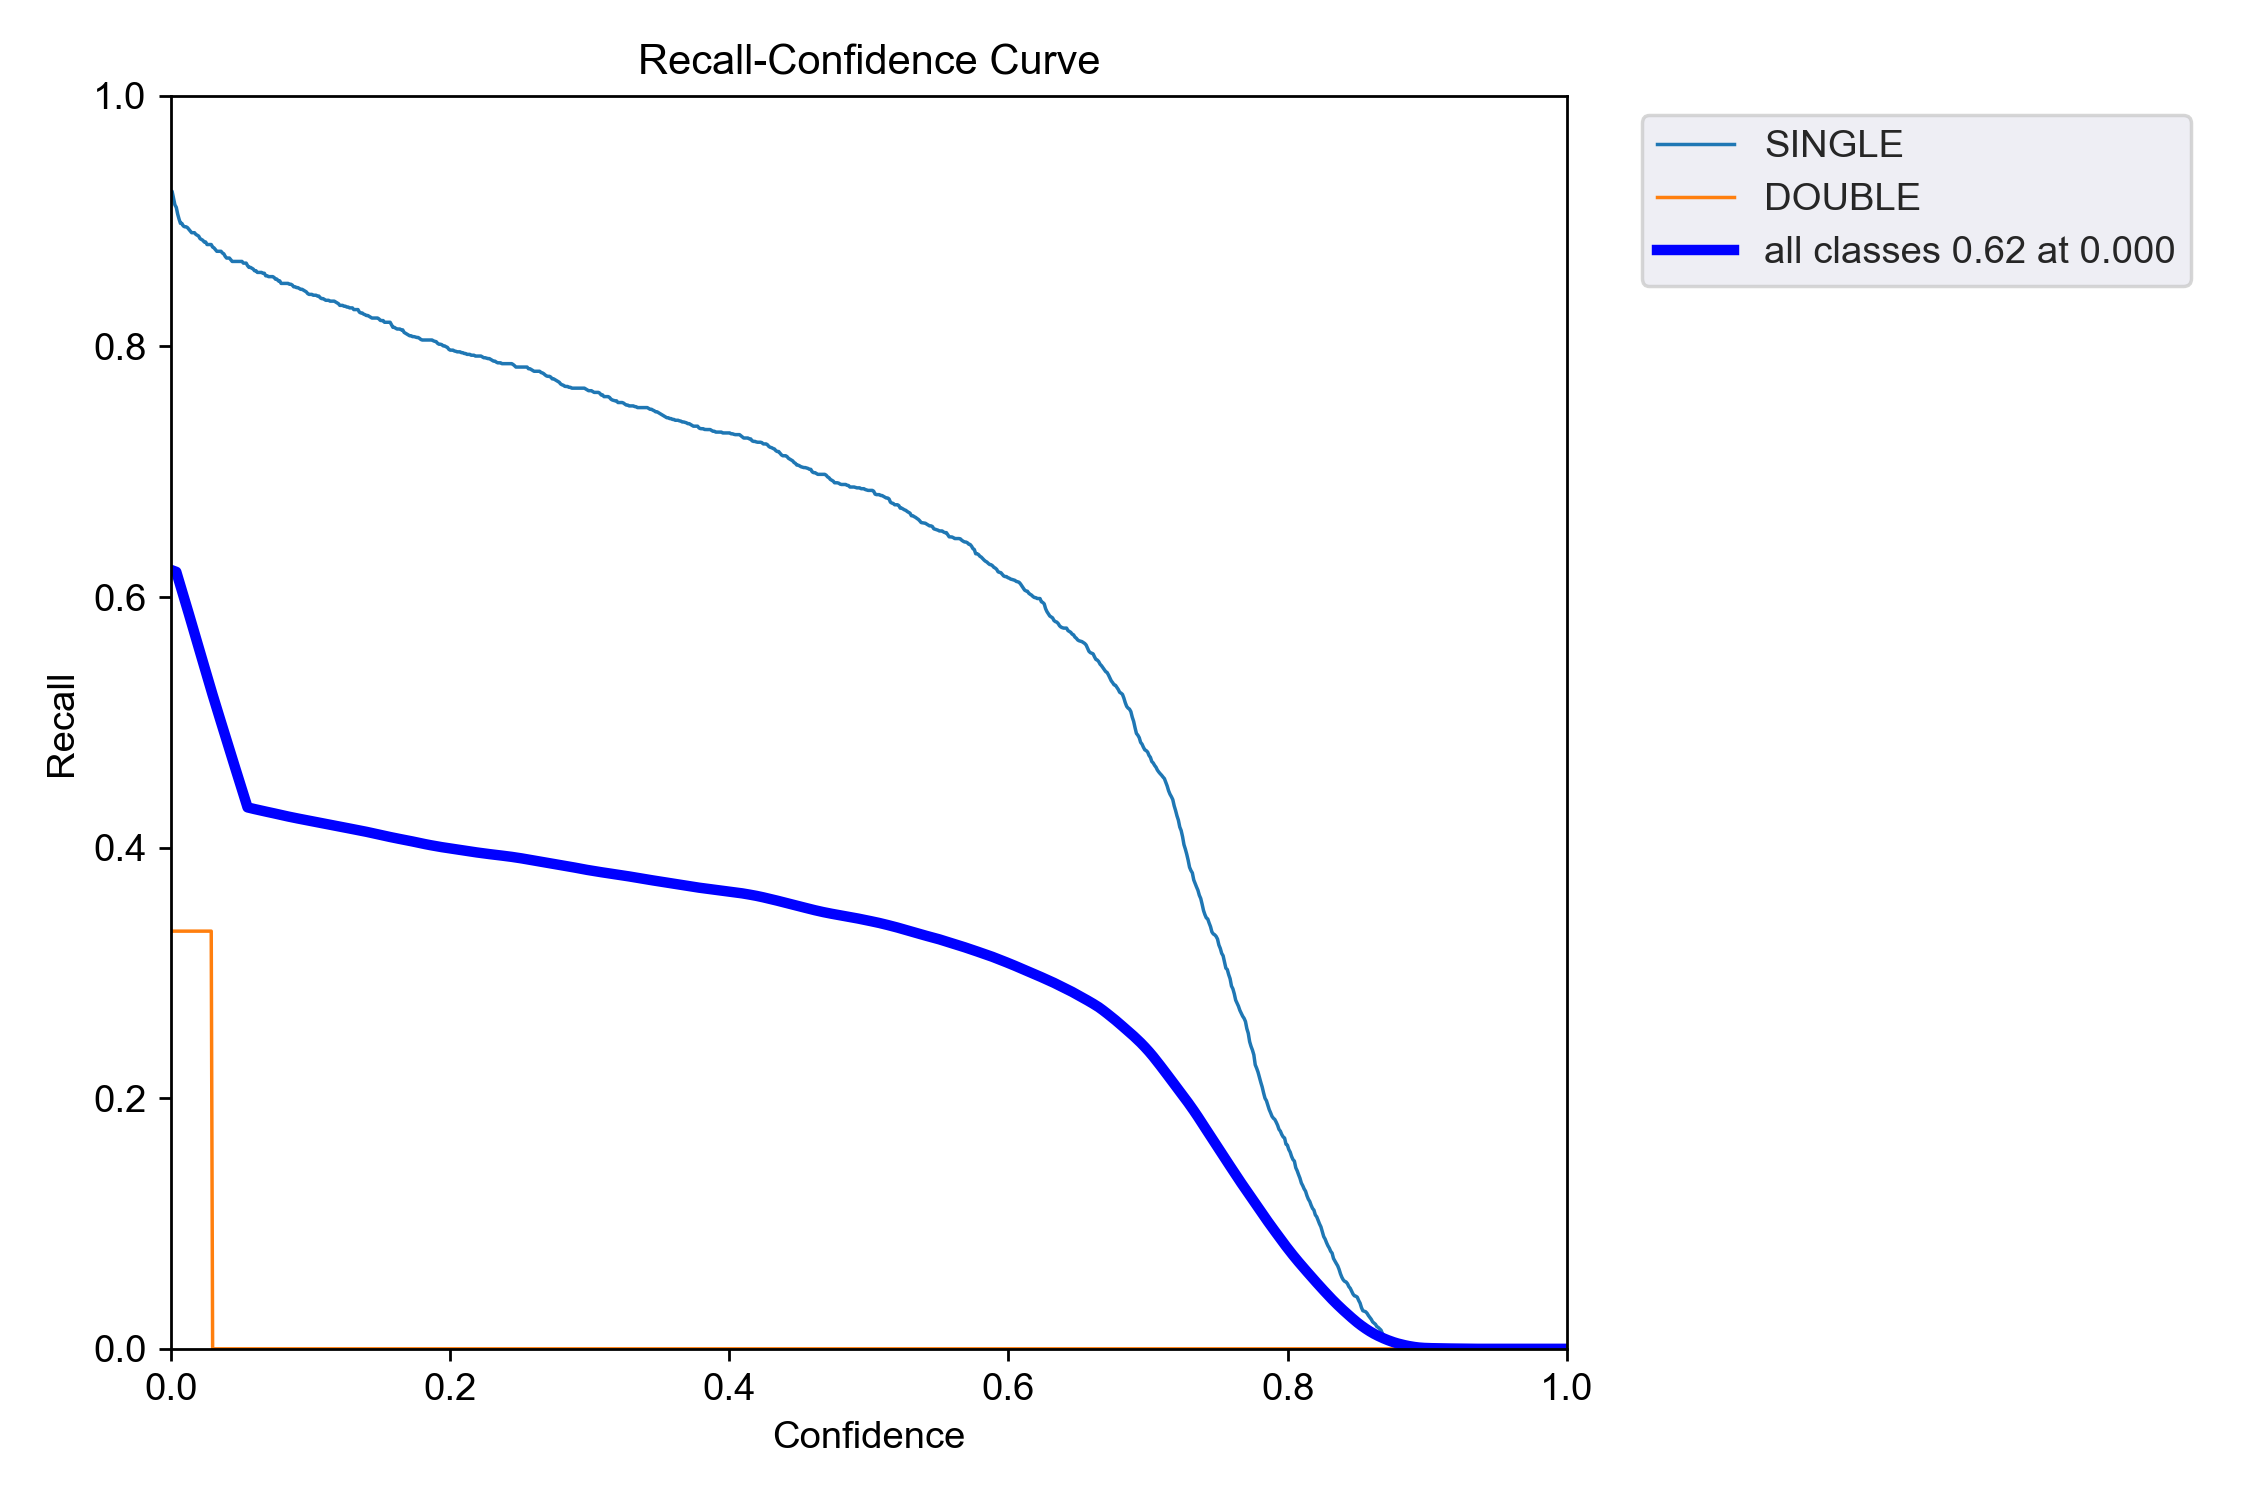 Recall-Confidence Curve
1.0
0.8
0.6
0.4
0.2
0.0
Recall
0.0 0.2 0.4 0.6 0.8 1.0
Confidence
SINGLE
DOUBLE
all classes 0.62 at 0.000